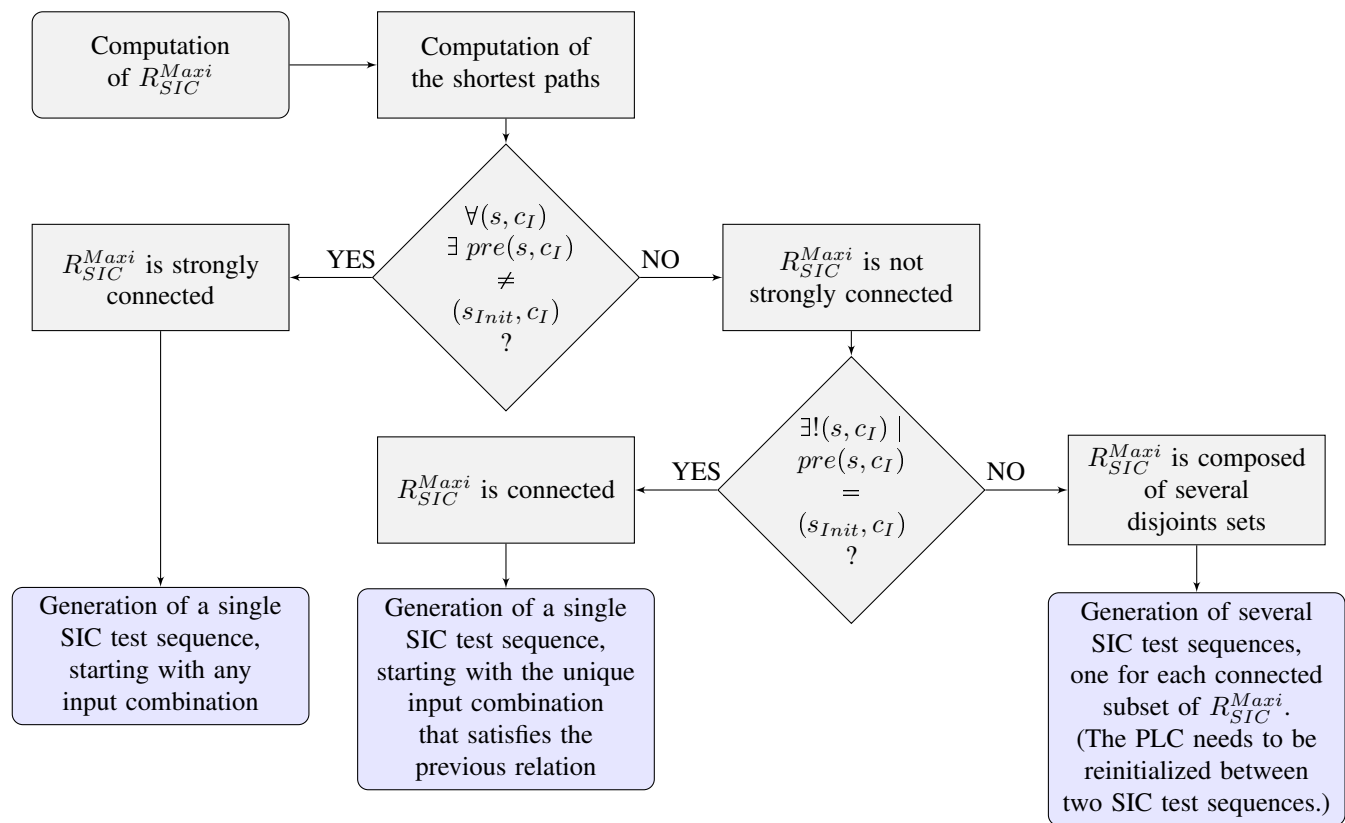 Computation
of $R_{SIC}^{Maxi}$
Computation of
the shortest paths
∀(s, c_I)
∃ pre(s, c_I)
≠
(s_{Init}, c_I)
?
YES
NO
$R_{SIC}^{Maxi}$ is strongly
connected
$R_{SIC}^{Maxi}$ is not
strongly connected
∃!(s, c_I) |
pre(s, c_I)
=
(s_{Init}, c_I)
?
YES
NO
$R_{SIC}^{Maxi}$ is connected
$R_{SIC}^{Maxi}$ is composed
of several
disjoints sets
Generation of a single
SIC test sequence,
starting with any
input combination
Generation of a single
SIC test sequence,
starting with the unique
input combination
that satisfies the
previous relation
Generation of several
SIC test sequences,
one for each connected
subset of $R_{SIC}^{Maxi}$.
(The PLC needs to be
reinitialized between
two SIC test sequences.)